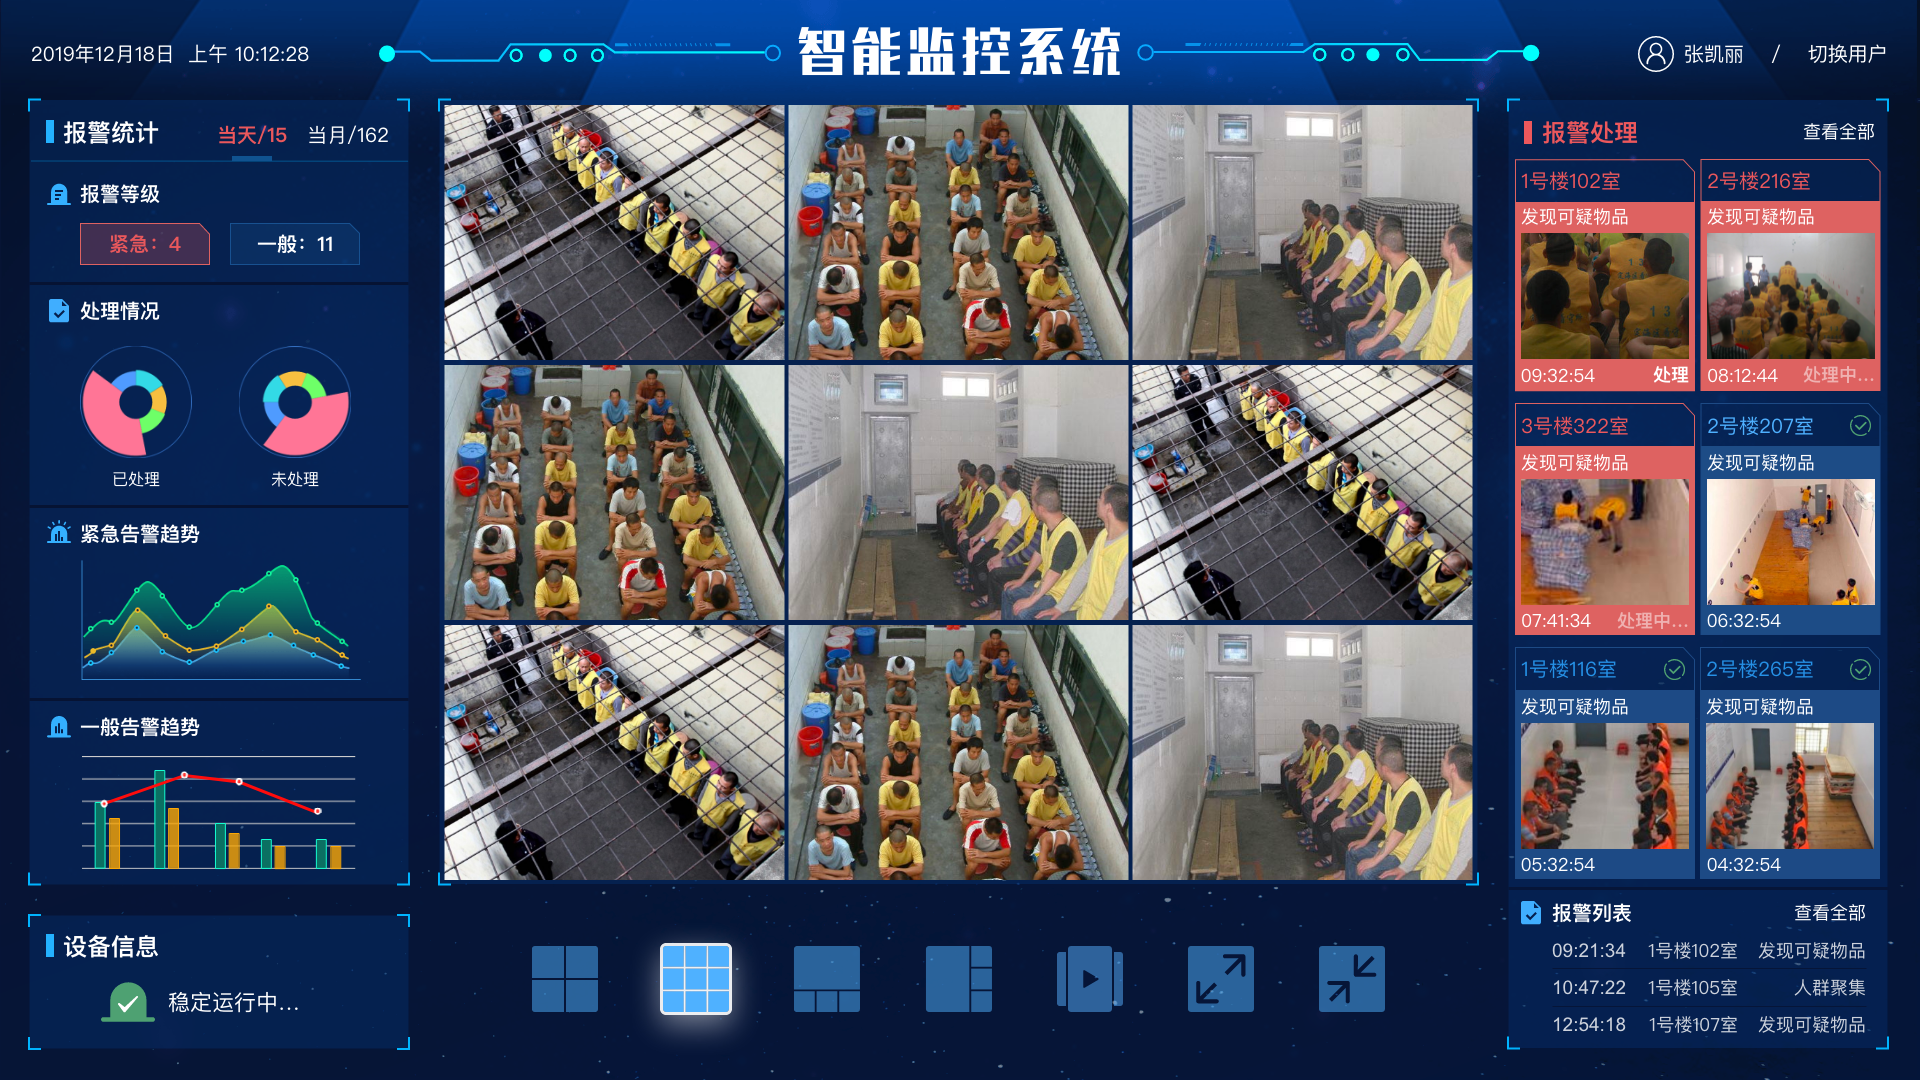 2019年12月18日 上午 10:12:28
智能监控系统
张凯丽 / 切换用户
报警统计 当天/15 当月/162
报警等级
紧急：4 一般：11
处理情况
已处理 未处理
紧急告警趋势
一般告警趋势
设备信息
稳定运行中...
报警处理 查看全部
1号楼102室
发现可疑物品
09:32:54 处理
2号楼216室
发现可疑物品
08:12:44 处理中...
3号楼322室
发现可疑物品
07:41:34 处理中...
2号楼207室
发现可疑物品
06:32:54
1号楼116室
发现可疑物品
05:32:54
2号楼265室
发现可疑物品
04:32:54
报警列表 查看全部
09:21:34 1号楼102室 发现可疑物品
10:47:22 1号楼105室 人群聚集
12:54:18 1号楼107室 发现可疑物品